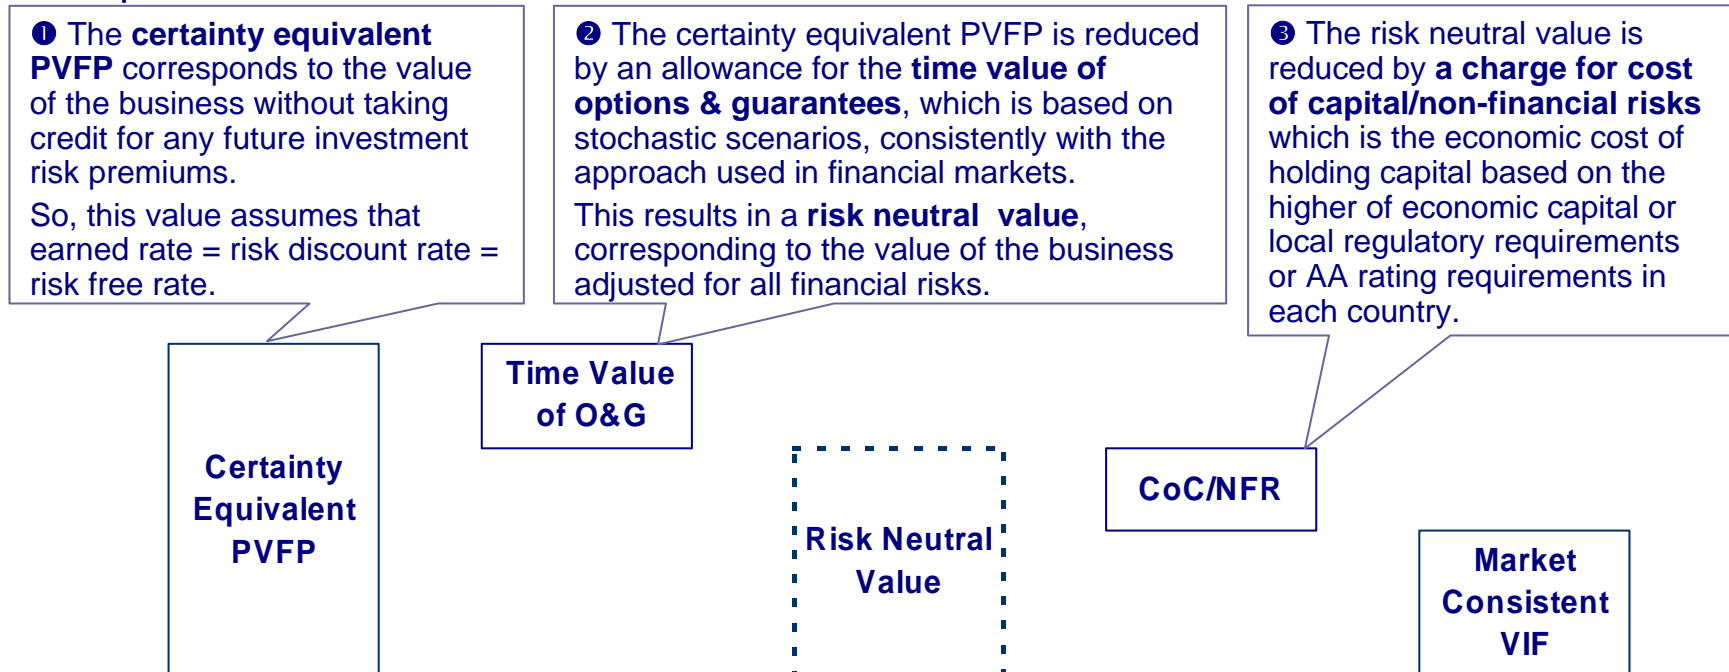 ❶ The certainty equivalent
PVFP corresponds to the value
of the business without taking
credit for any future investment
risk premiums.
So, this value assumes that
earned rate = risk discount rate =
risk free rate.
❷ The certainty equivalent PVFP is reduced
by an allowance for the time value of
options & guarantees, which is based on
stochastic scenarios, consistently with the
approach used in financial markets.
This results in a risk neutral  value,
corresponding to the value of the business
adjusted for all financial risks.
❸ The risk neutral value is
reduced by a charge for cost
of capital/non-financial risks
which is the economic cost of
holding capital based on the
higher of economic capital or
local regulatory requirements
or AA rating requirements in
each country.
Certainty
Equivalent
PVFP
Time Value
of O&G
Risk Neutral
Value
CoC/NFR
Market
Consistent
VIF